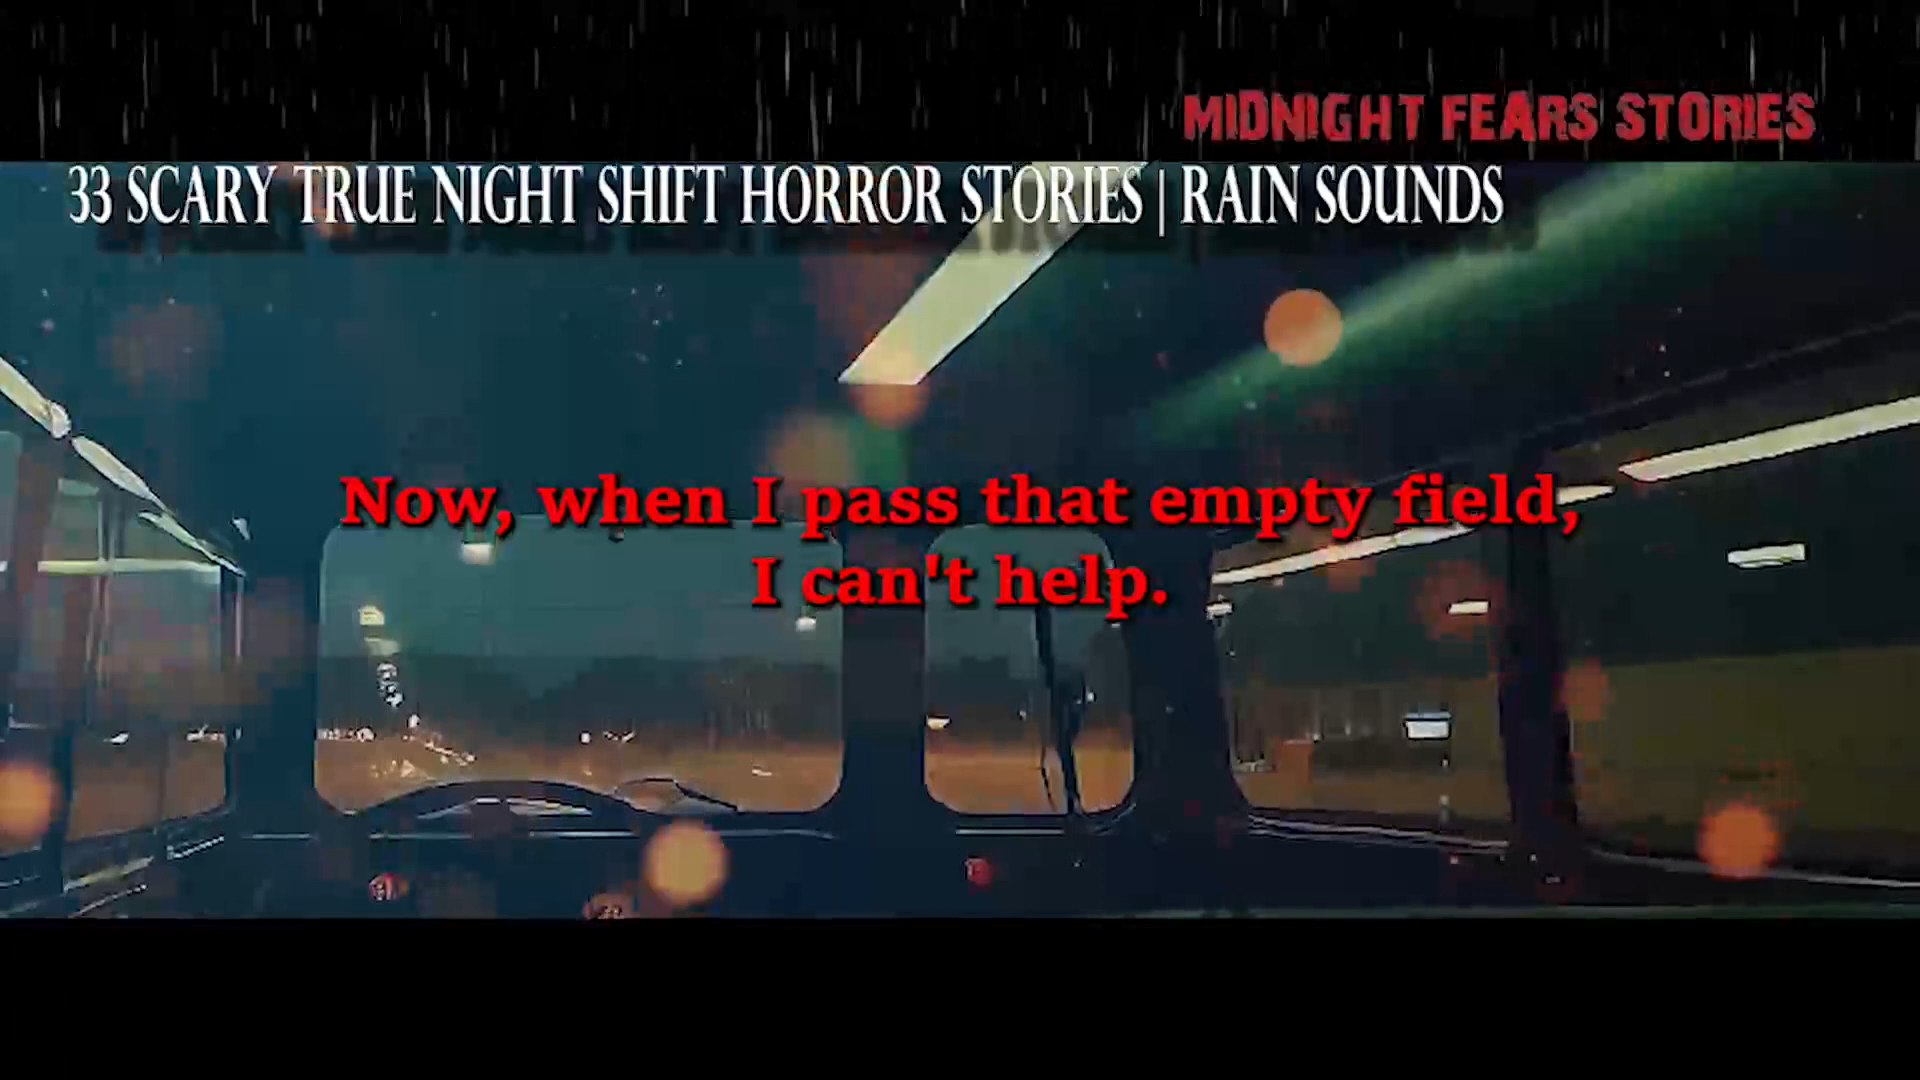 MIDNIGHT FEARS STORIES
33 SCARY TRUE NIGHT SHIFT HORROR STORIES | RAIN SOUNDS
Now, when I pass that empty field,
I can't help.